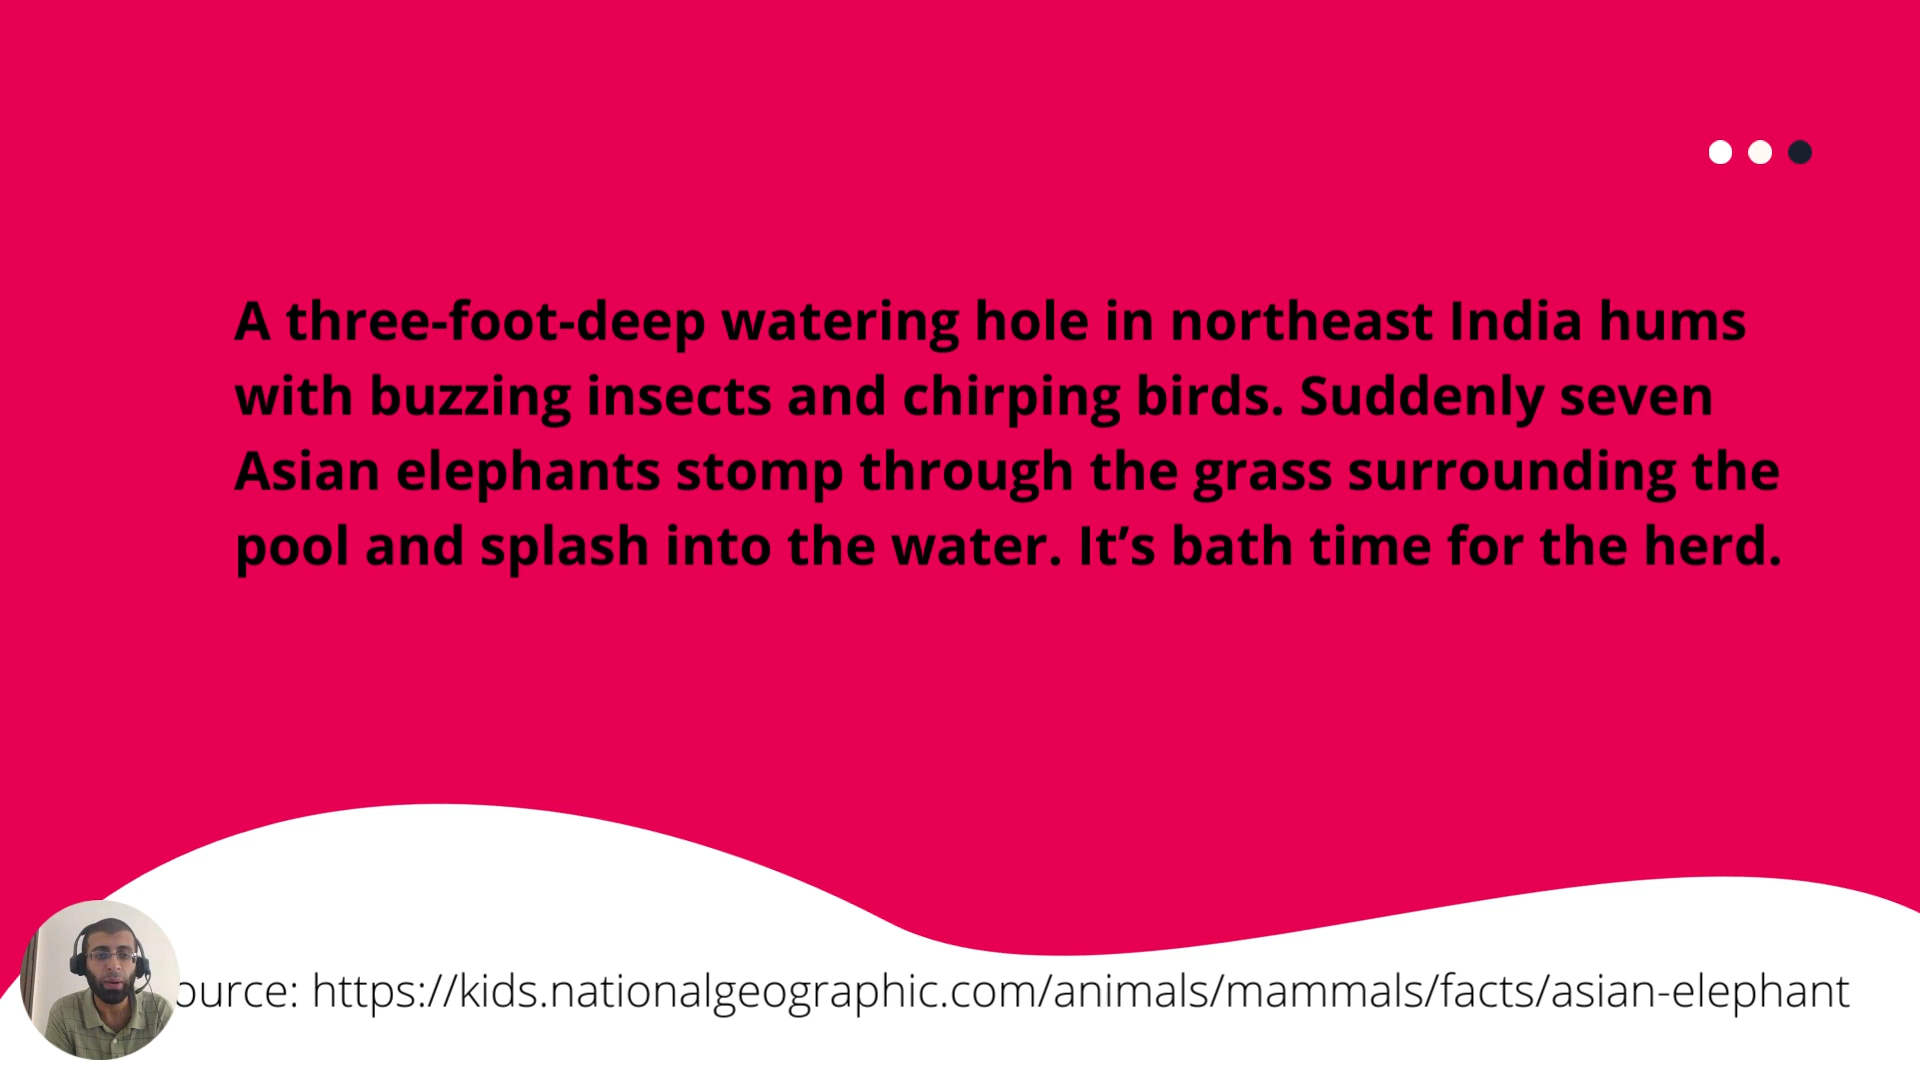 A three-foot-deep watering hole in northeast India hums
with buzzing insects and chirping birds. Suddenly seven
Asian elephants stomp through the grass surrounding the
pool and splash into the water. It’s bath time for the herd.
ource: https://kids.nationalgeographic.com/animals/mammals/facts/asian-elephant